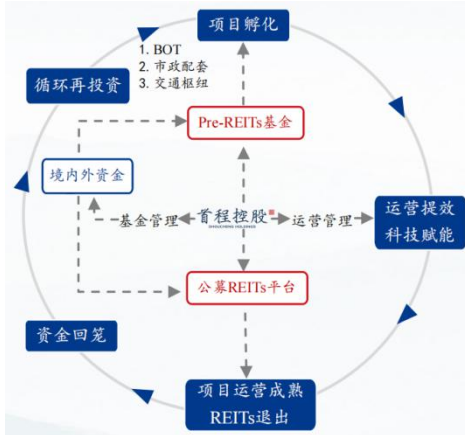 项目孵化
1. BOT
2. 市政配套
3. 交通枢纽
循环再投资
Pre-REITs基金
境内外资金
基金管理
首程控股
SHOUCHENG HOLDINGS
运营管理
运营提效
科技赋能
公募REITs平台
资金回笼
项目运营成熟
REITs退出